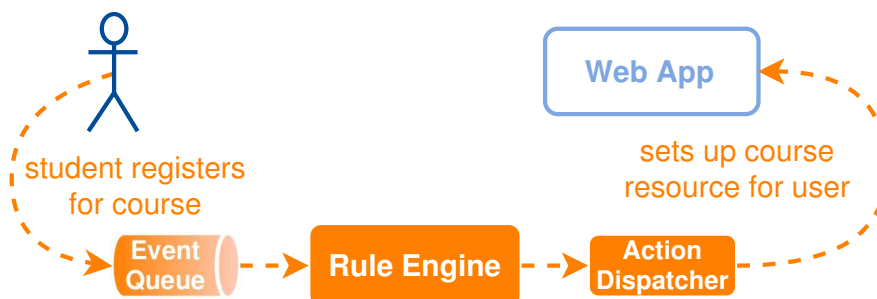 Web App
student registers
for course
sets up course
resource for user
Event
Queue
Rule Engine
Action
Dispatcher